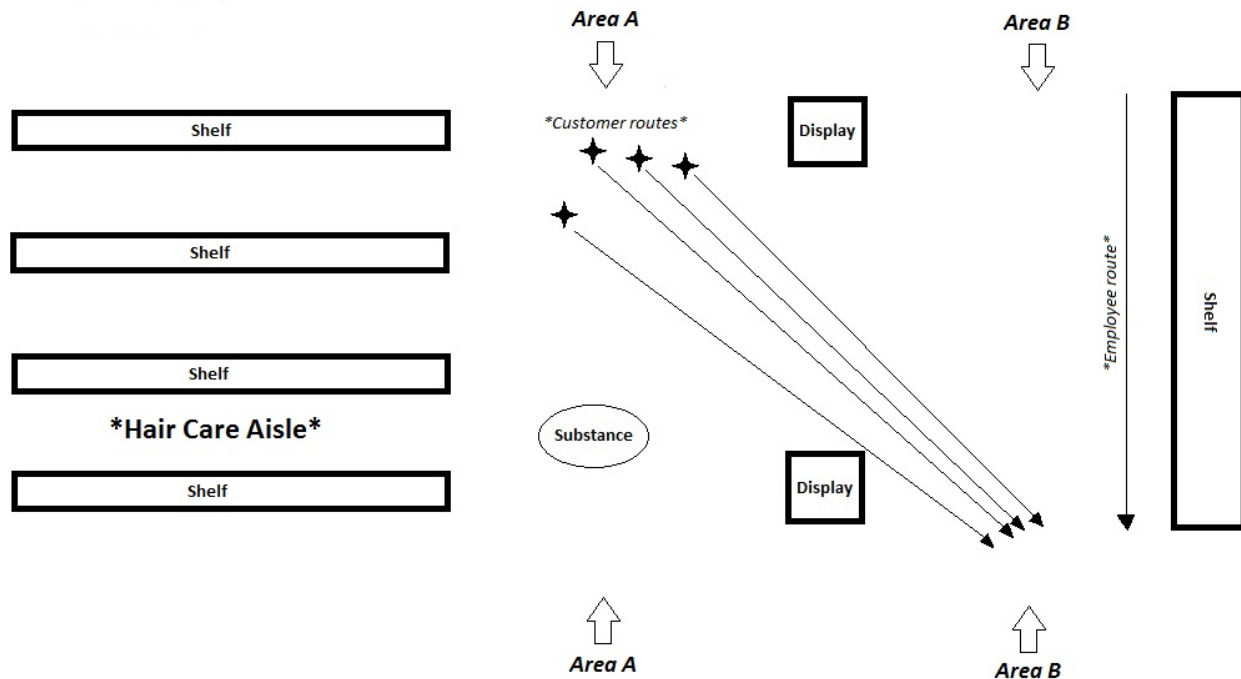 Area A
Area B
Shelf
*Customer routes*
Display
Shelf
*Employee route*
Shelf
Shelf
*Hair Care Aisle*
Substance
Shelf
Display
Area A
Area B